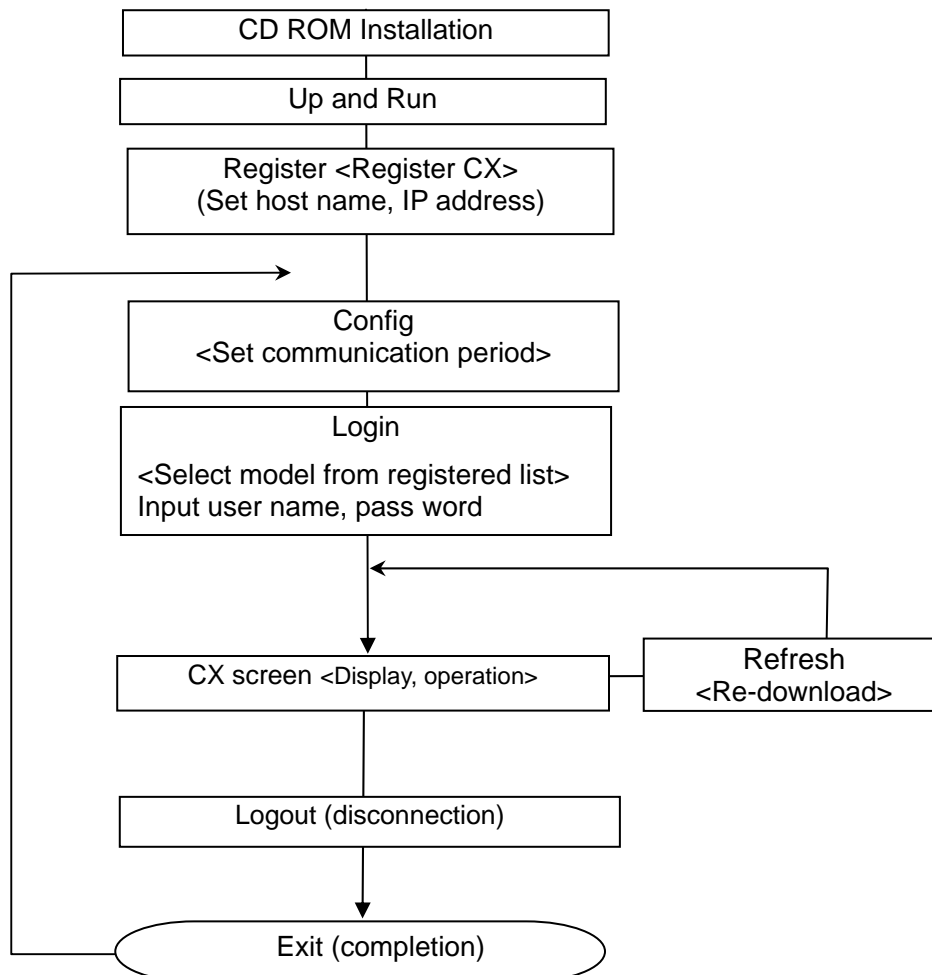 CD ROM Installation
Up and Run
Register <Register CX>
(Set host name, IP address)
Config
<Set communication period>
Login
<Select model from registered list>
Input user name, pass word
CX screen <Display, operation>
Refresh
<Re-download>
Logout (disconnection)
Exit (completion)